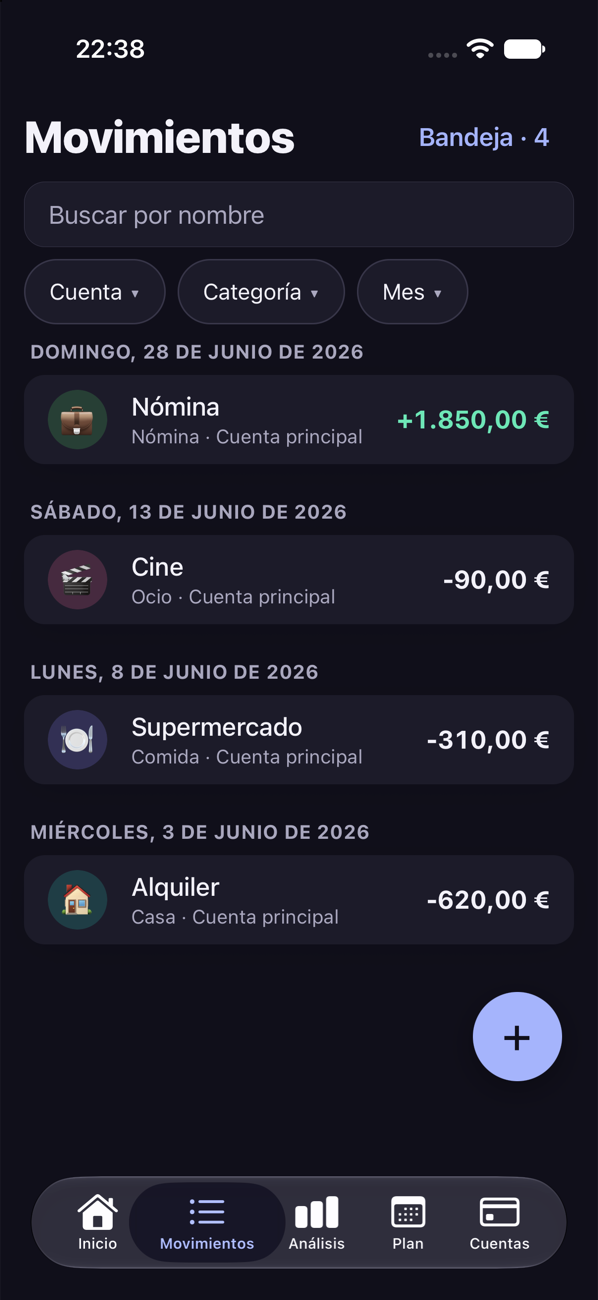 22:38
Movimientos
Bandeja · 4
Buscar por nombre
Cuenta ▾
Categoría ▾
Mes ▾
DOMINGO, 28 DE JUNIO DE 2026
Nómina
+1.850,00 €
Nómina · Cuenta principal
SÁBADO, 13 DE JUNIO DE 2026
Cine
-90,00 €
Ocio · Cuenta principal
LUNES, 8 DE JUNIO DE 2026
Supermercado
-310,00 €
Comida · Cuenta principal
MIÉRCOLES, 3 DE JUNIO DE 2026
Alquiler
-620,00 €
Casa · Cuenta principal
+
Inicio
Movimientos
Análisis
Plan
Cuentas